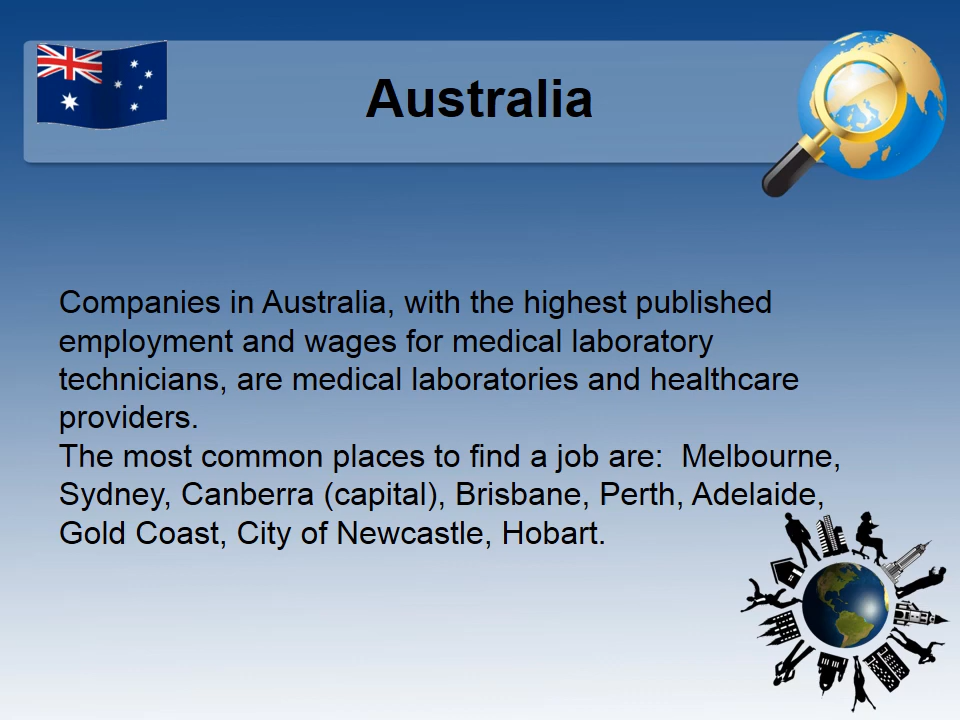 Australia
Companies in Australia, with the highest published
employment and wages for medical laboratory
technicians, are medical laboratories and healthcare
providers.
The most common places to find a job are:  Melbourne,
Sydney, Canberra (capital), Brisbane, Perth, Adelaide,
Gold Coast, City of Newcastle, Hobart.